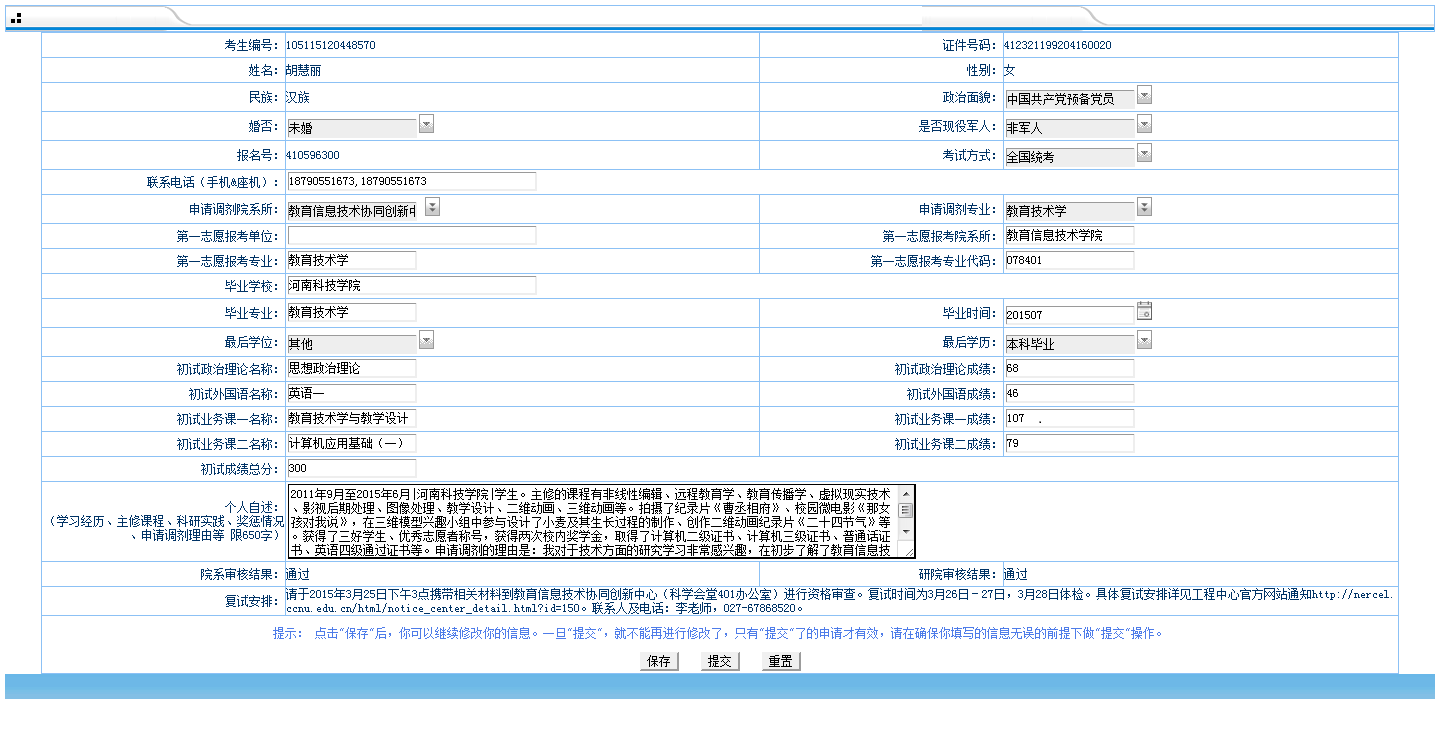 考生编号： 105115120448570 证件号码： 412321199204160020
姓名： 胡慧丽 性别： 女
民族： 汉族 政治面貌： 中国共产党预备党员
婚否： 未婚 是否现役军人： 非军人
报名号： 410596300 考试方式： 全国统考
联系电话（手机&座机）： 18790551673,18790551673
申请调剂院系所： 教育信息技术协同创新中 申请调剂专业： 教育技术学
第一志愿报考单位： 第一志愿报考院系所： 教育信息技术学院
第一志愿报考专业： 教育技术学 第一志愿报考专业代码： 078401
毕业学校： 河南科技学院
毕业专业： 教育技术学 毕业时间： 201507
最后学位： 其他 最后学历： 本科毕业
初试政治理论名称： 思想政治理论 初试政治理论成绩： 68
初试外国语名称： 英语一 初试外国语成绩： 46
初试业务课一名称： 教育技术学与教学设计 初试业务课一成绩： 107 .
初试业务课二名称： 计算机应用基础（一） 初试业务课二成绩： 79
初试成绩总分： 300
个人自述：
（学习经历、主修课程、科研实践、奖惩情况
、申请调剂理由等 限650字）
2011年9月至2015年6月|河南科技学院|学生。主修的课程有非线性编辑、远程教育学、教育传播学、虚拟现实技术
、影视后期处理、图像处理、教学设计、二维动画、三维动画等。拍摄了纪录片《曹丞相府》、校园微电影《那女
孩对我说》，在三维模型兴趣小组中参与设计了小麦及其生长过程的制作、创作二维动画纪录片《二十四节气》等
。获得了三好学生、优秀志愿者称号，获得两次校内奖学金，取得了计算机二级证书、计算机三级证书、普通话证
书、英语四级通过证书等。申请调剂的理由是：我对于技术方面的研究学习非常感兴趣，在初步了解了教育信息技
院系审核结果： 通过 研院审核结果： 通过
复试安排： 请于2015年3月25日下午3点携带相关材料到教育信息技术协同创新中心（科学会堂401办公室）进行资格审查。复试时间为3月26日－27日，3月28日体检。具体复试安排详见工程中心官方网站通知http://nercel.
ccnu.edu.cn/html/notice_center_detail.html?id=150。联系人及电话：李老师，027-67868520。
提示： 点击“保存”后，你可以继续修改你的信息。一旦“提交”，就不能再进行修改了，只有“提交”了的申请才有效，请在确保你填写的信息无误的前提下做“提交”操作。
保存 提交 重置